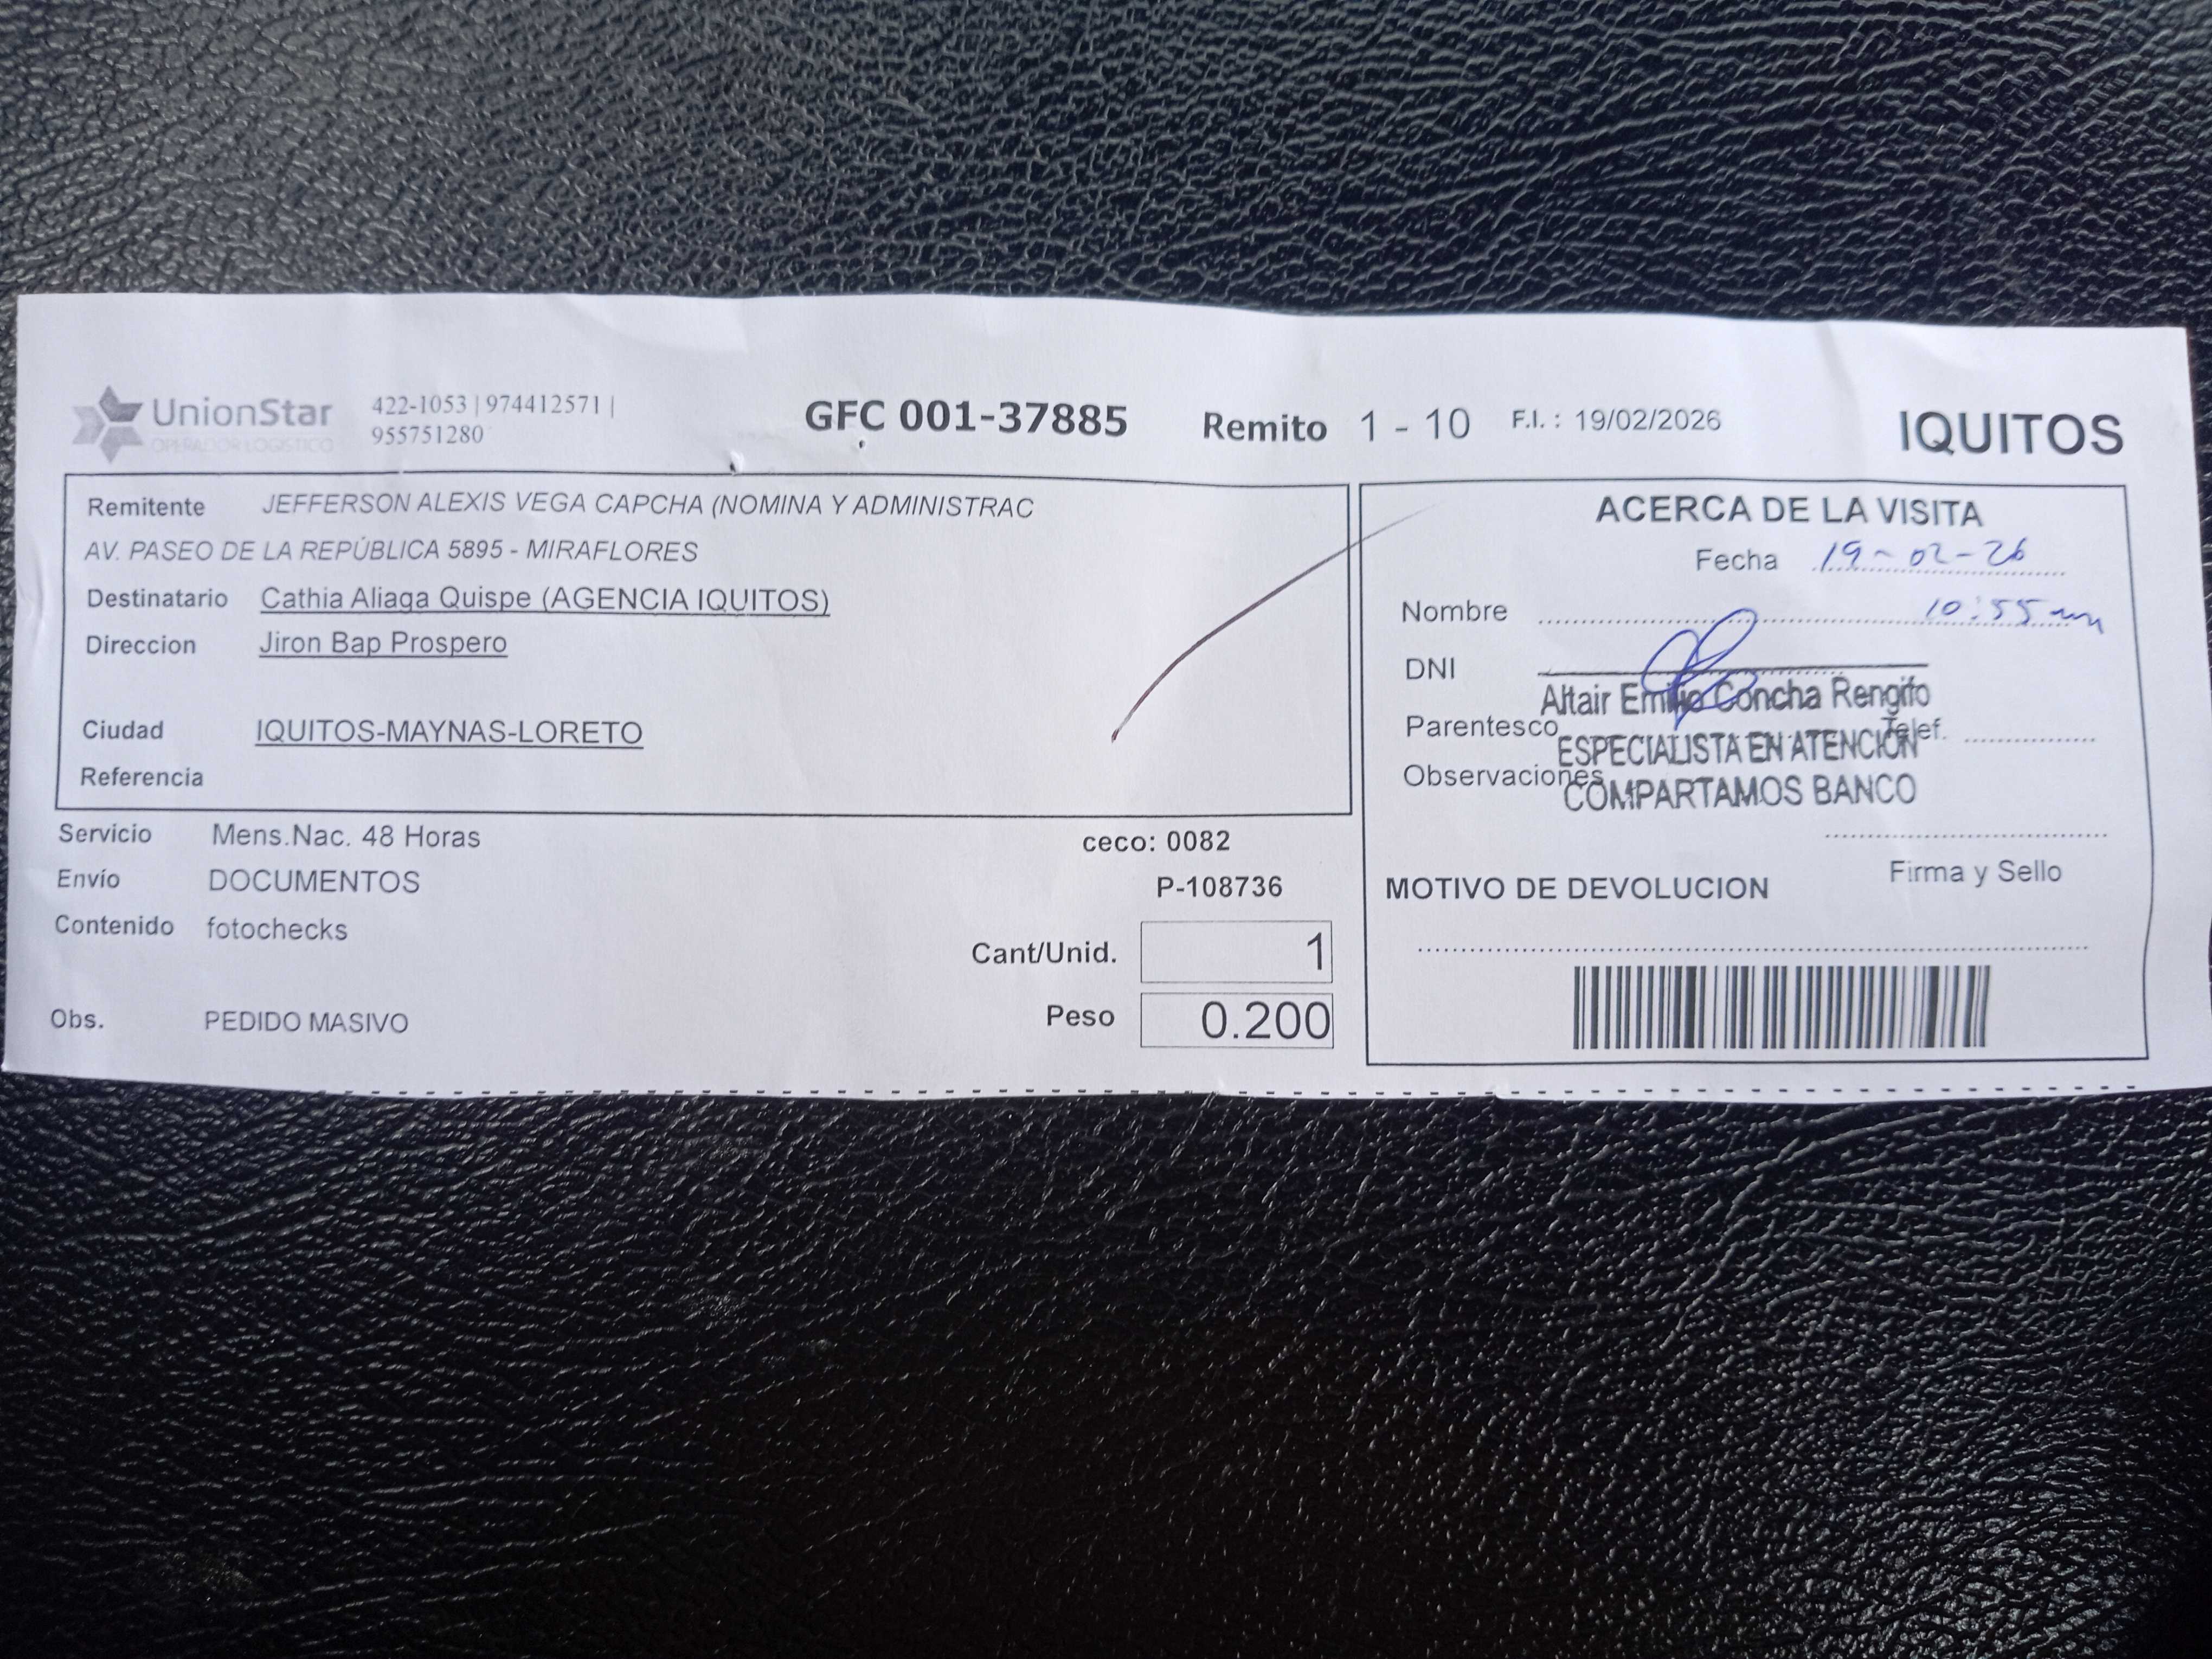 UnionStar
OPERADOR LOGISTICO
422-1053 | 974412571 |
955751280
GFC 001-37885
Remito 1 - 10
F.I. : 19/02/2026
IQUITOS
Remitente JEFFERSON ALEXIS VEGA CAPCHA (NOMINA Y ADMINISTRAC
AV. PASEO DE LA REPÚBLICA 5895 - MIRAFLORES
Destinatario Cathia Aliaga Quispe (AGENCIA IQUITOS)
Direccion Jiron Bap Prospero
Ciudad IQUITOS-MAYNAS-LORETO
Referencia
Servicio Mens.Nac. 48 Horas
Envío DOCUMENTOS
Contenido fotochecks
Obs. PEDIDO MASIVO
ceco: 0082
P-108736
Cant/Unid. 1
Peso 0.200
ACERCA DE LA VISITA
Fecha 19-02-26
Nombre 10:55 am
DNI
Altair Emilio Concha Rengifo
Parentesco Telef.
ESPECIALISTA EN ATENCIÓN
Observaciones
COMPARTAMOS BANCO
Firma y Sello
MOTIVO DE DEVOLUCION